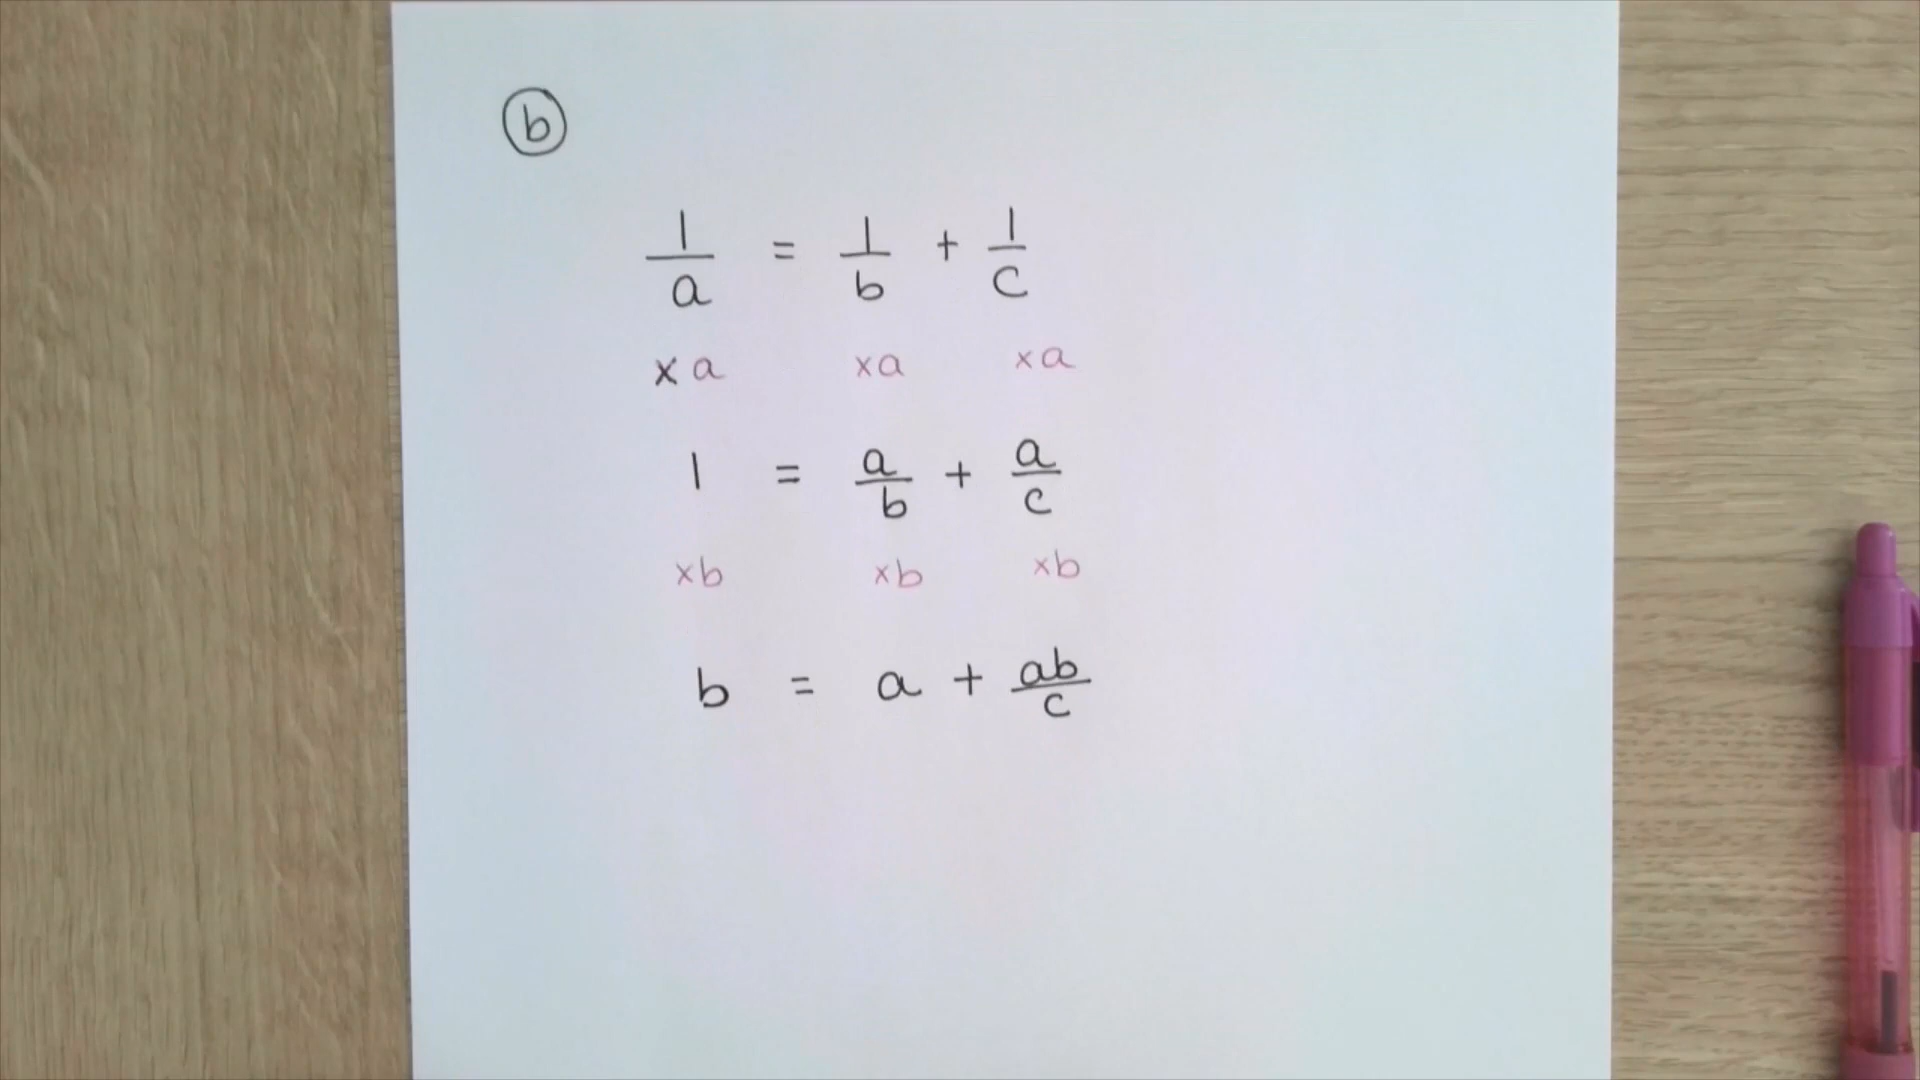 b
1/a = 1/b + 1/c
×a ×a ×a
1 = a/b + a/c
×b ×b ×b
b = a + ab/c